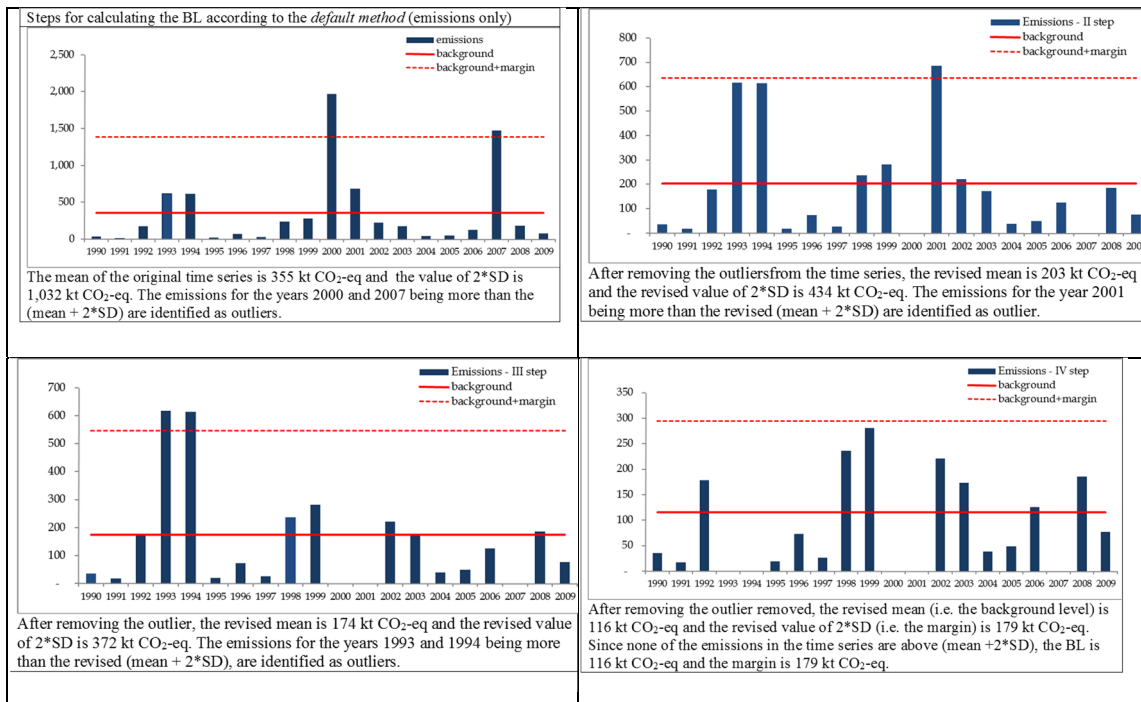 Steps for calculating the BL according to the default method (emissions only)
emissions
background
background+margin
2,500
2,000
1,500
1,000
500
0
1990 1991 1992 1993 1994 1995 1996 1997 1998 1999 2000 2001 2002 2003 2004 2005 2006 2007 2008 2009
The mean of the original time series is 355 kt CO₂-eq and the value of 2*SD is
1,032 kt CO₂-eq. The emissions for the years 2000 and 2007 being more than the
(mean + 2*SD) are identified as outliers.
Emissions - II step
background
background+margin
800
700
600
500
400
300
200
100
-
1990 1991 1992 1993 1994 1995 1996 1997 1998 1999 2000 2001 2002 2003 2004 2005 2006 2007 2008 200
After removing the outliersfrom the time series, the revised mean is 203 kt CO₂-eq
and the revised value of 2*SD is 434 kt CO₂-eq. The emissions for the year 2001
being more than the revised (mean + 2*SD) are identified as outlier.
Emissions - III step
background
background+margin
700
600
500
400
300
200
100
-
1990 1991 1992 1993 1994 1995 1996 1997 1998 1999 2000 2001 2002 2003 2004 2005 2006 2007 2008 2009
After removing the outlier, the revised mean is 174 kt CO₂-eq and the revised value
of 2*SD is 372 kt CO₂-eq. The emissions for the years 1993 and 1994 being more
than the revised (mean + 2*SD), are identified as outliers.
Emissions - IV step
background
background+margin
350
300
250
200
150
100
50
-
1990 1991 1992 1993 1994 1995 1996 1997 1998 1999 2000 2001 2002 2003 2004 2005 2006 2007 2008 2009
After removing the outlier removed, the revised mean (i.e. the background level) is
116 kt CO₂-eq and the revised value of 2*SD (i.e. the margin) is 179 kt CO₂-eq.
Since none of the emissions in the time series are above (mean +2*SD), the BL is
116 kt CO₂-eq and the margin is 179 kt CO₂-eq.